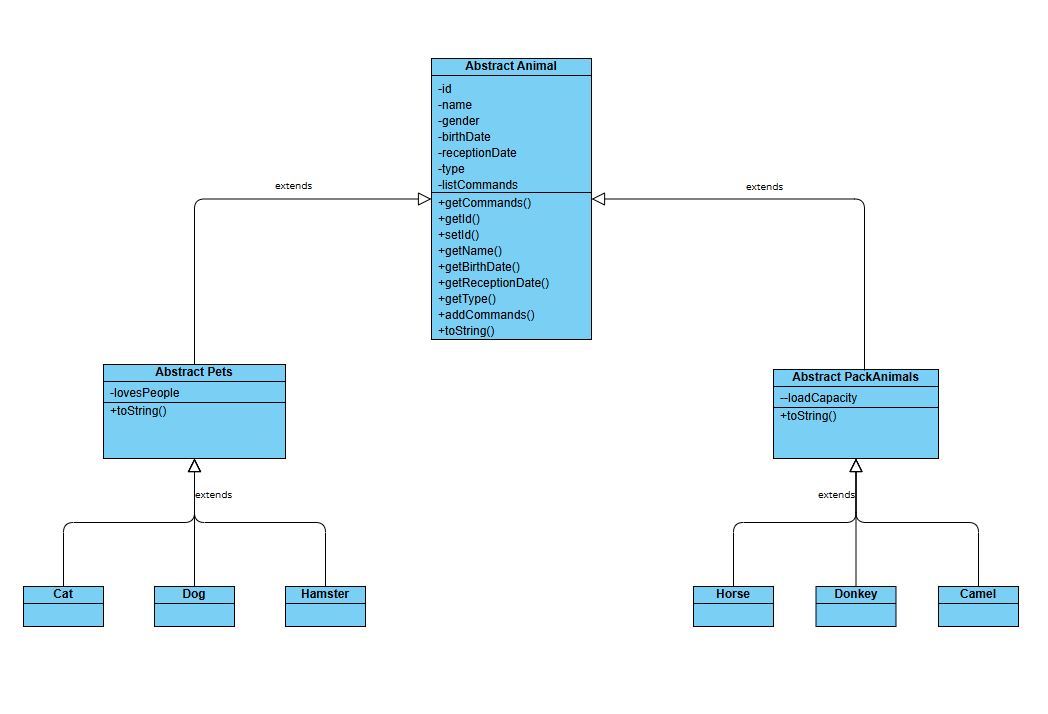 Abstract Animal
-id
-name
-gender
-birthDate
-receptionDate
-type
-listCommands
+getCommands()
+getId()
+setId()
+getName()
+getBirthDate()
+getReceptionDate()
+getType()
+addCommands()
+toString()
extends
extends
Abstract Pets
-lovesPeople
+toString()
Abstract PackAnimals
--loadCapacity
+toString()
extends
extends
Cat
Dog
Hamster
Horse
Donkey
Camel